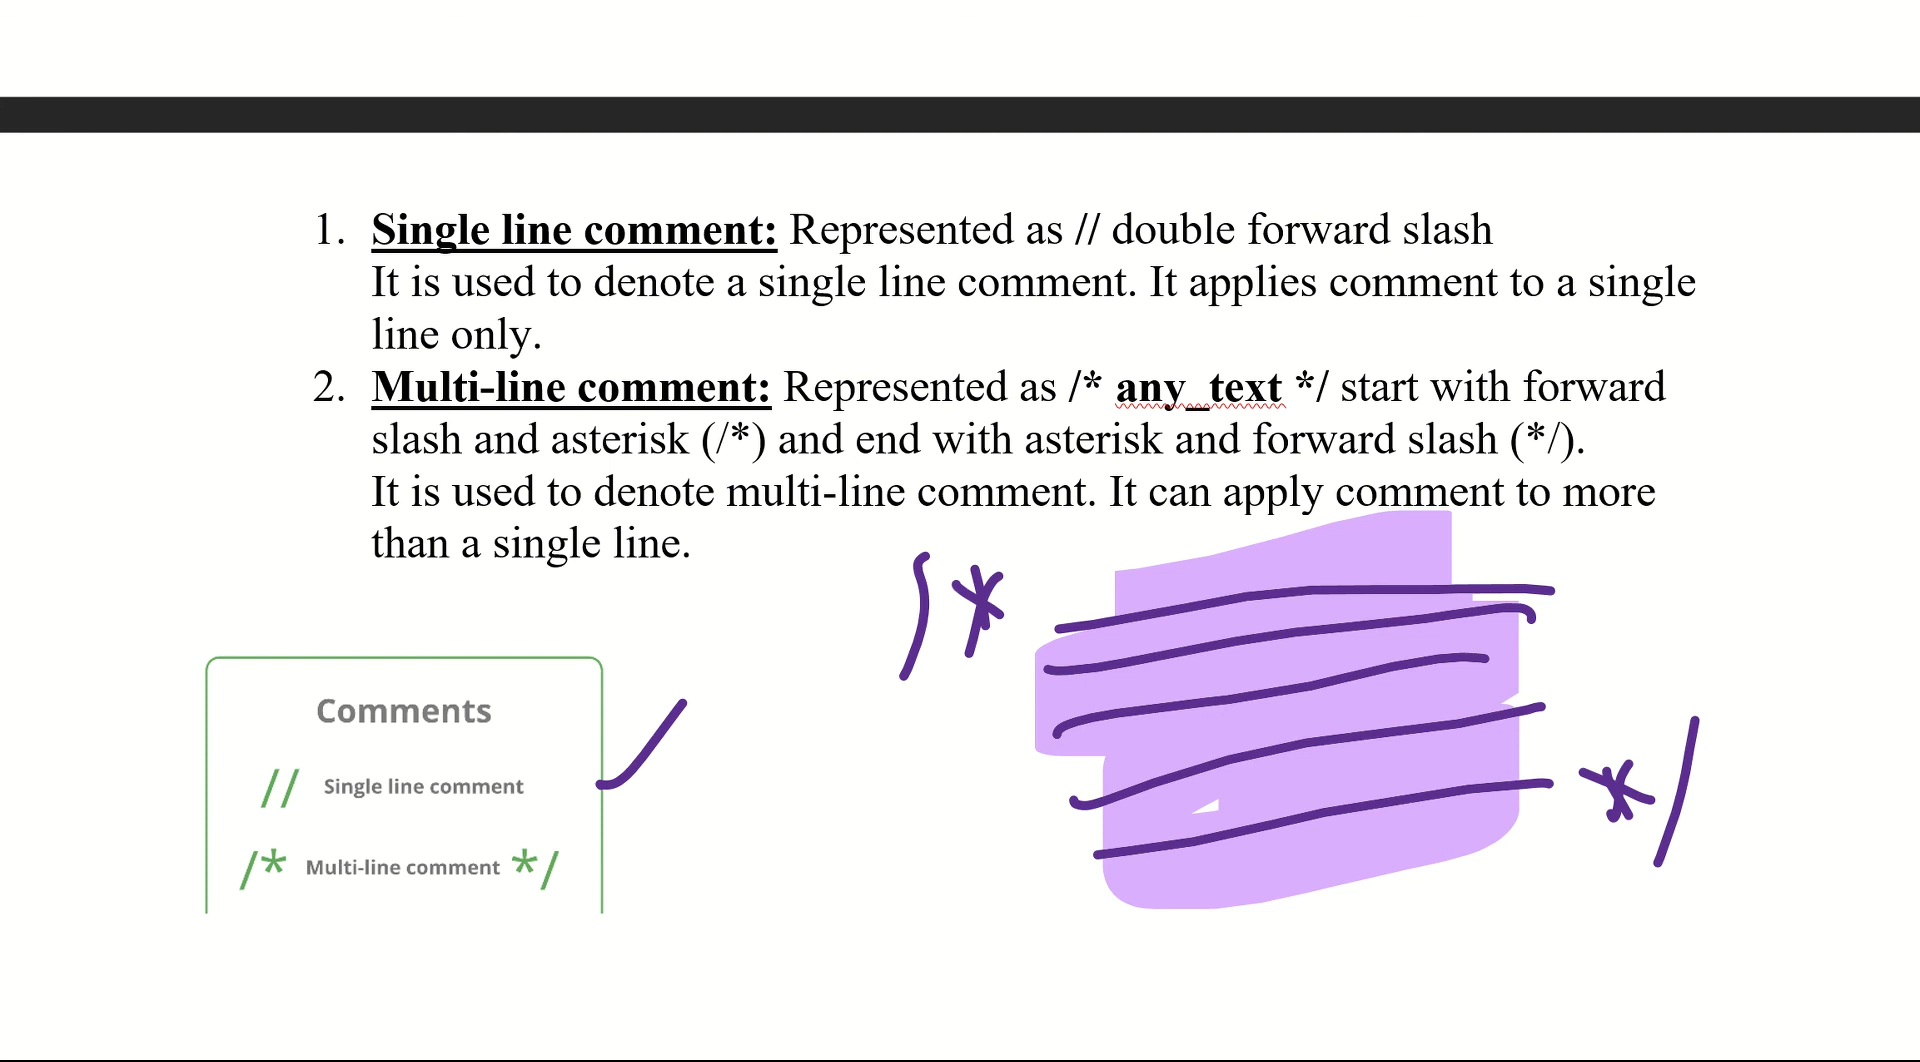 1. Single line comment: Represented as // double forward slash
It is used to denote a single line comment. It applies comment to a single
line only.
2. Multi-line comment: Represented as /* any_text */ start with forward
slash and asterisk (/*) and end with asterisk and forward slash (*/).
It is used to denote multi-line comment. It can apply comment to more
than a single line.
/*
*/
Comments
// Single line comment
/* Multi-line comment */